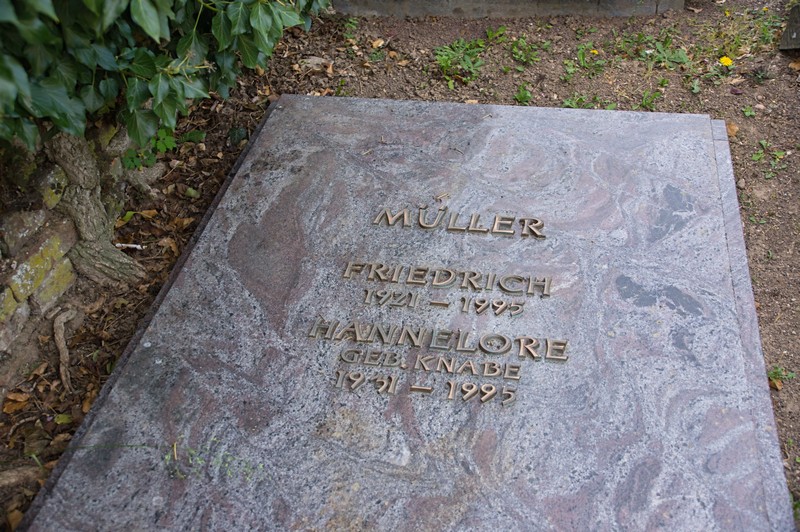 MÜLLER
FRIEDRICH
1921 – 1995
HANNELORE
GEB. KNABE
1931 – 1995